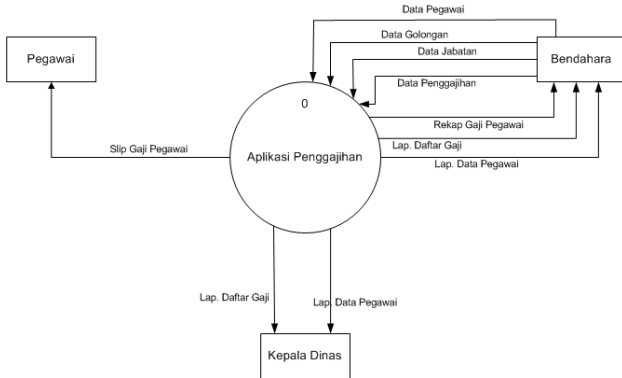 Data Pegawai
Data Golongan
Data Jabatan
Pegawai
Bendahara
Data Penggajihan
0
Rekap Gaji Pegawai
Slip Gaji Pegawai
Aplikasi Penggajihan
Lap. Daftar Gaji
Lap. Data Pegawai
Lap. Daftar Gaji
Lap. Data Pegawai
Kepala Dinas